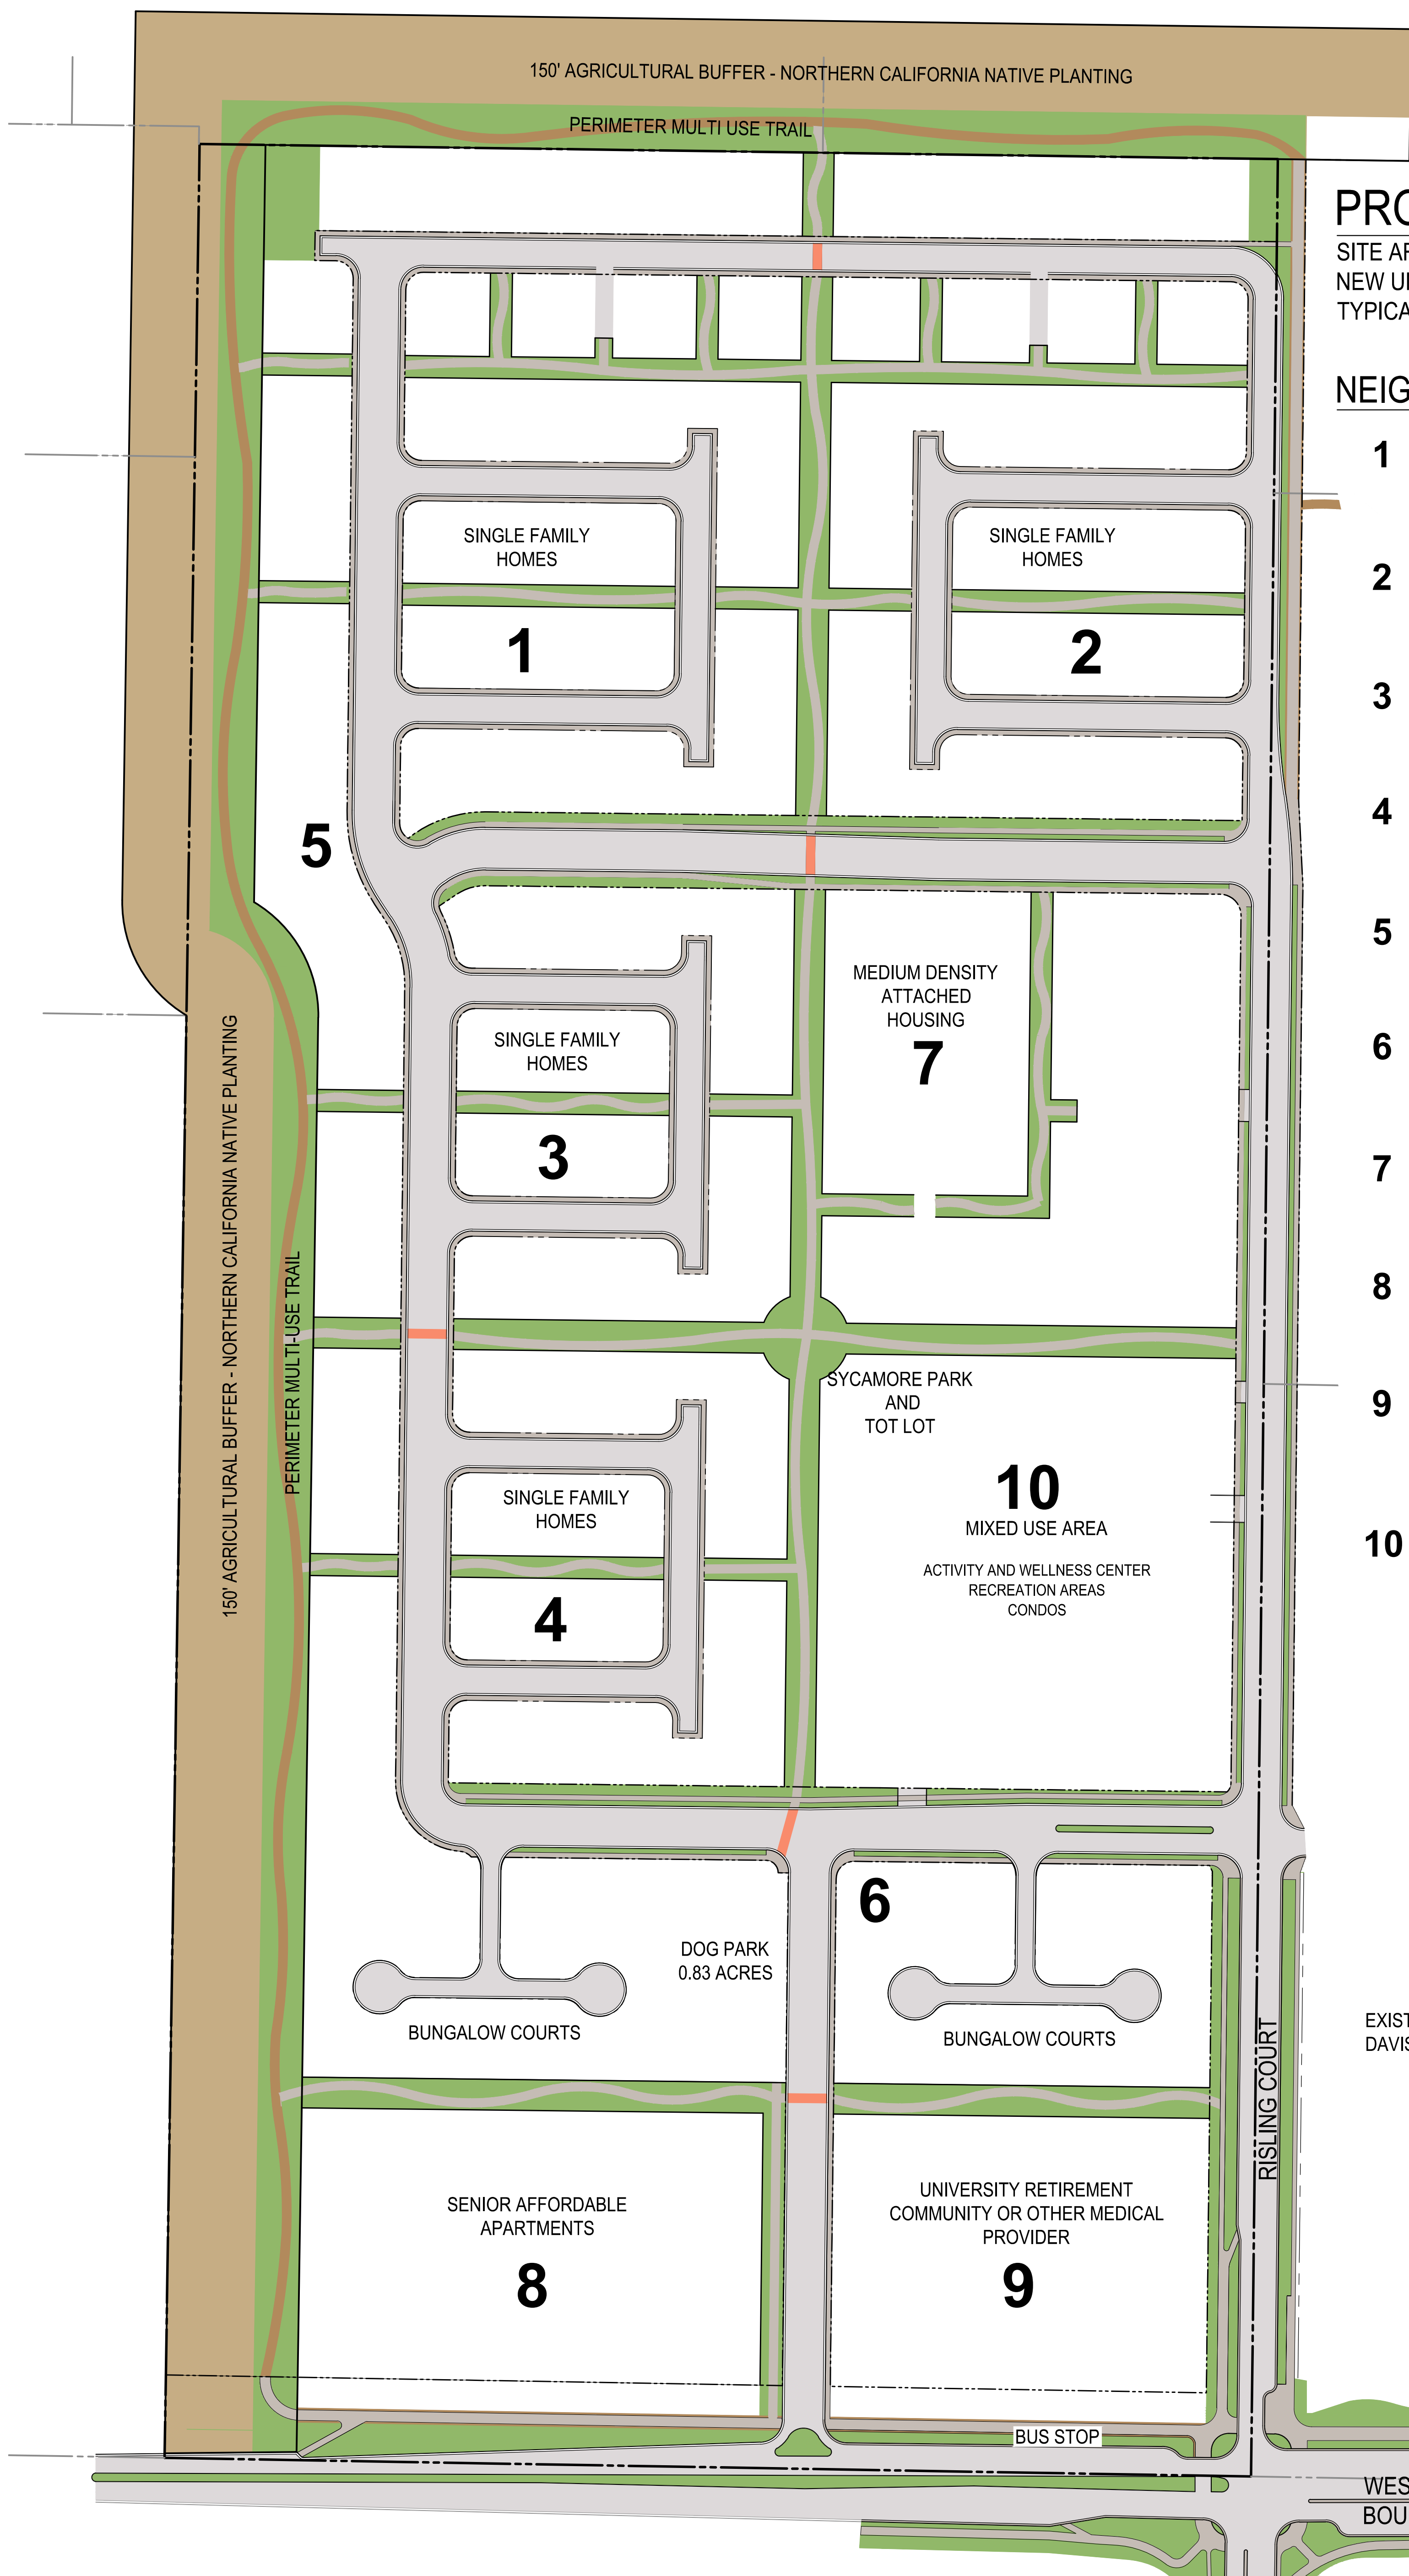 150' AGRICULTURAL BUFFER - NORTHERN CALIFORNIA NATIVE PLANTING
PERIMETER MULTI USE TRAIL
SINGLE FAMILY
HOMES
1
SINGLE FAMILY
HOMES
2
5
SINGLE FAMILY
HOMES
3
MEDIUM DENSITY
ATTACHED
HOUSING
7
150' AGRICULTURAL BUFFER - NORTHERN CALIFORNIA NATIVE PLANTING
PERIMETER MULTI-USE TRAIL
SYCAMORE PARK
AND
TOT LOT
10
MIXED USE AREA
ACTIVITY AND WELLNESS CENTER
RECREATION AREAS
CONDOS
SINGLE FAMILY
HOMES
4
6
DOG PARK
0.83 ACRES
BUNGALOW COURTS
BUNGALOW COURTS
RISLING COURT
SENIOR AFFORDABLE
APARTMENTS
8
UNIVERSITY RETIREMENT
COMMUNITY OR OTHER MEDICAL
PROVIDER
9
BUS STOP
PRO
SITE
NEW
TYPICA
NEIG
1
2
3
4
5
6
7
8
9
10
EXIST
DAVIS
WES
BOU